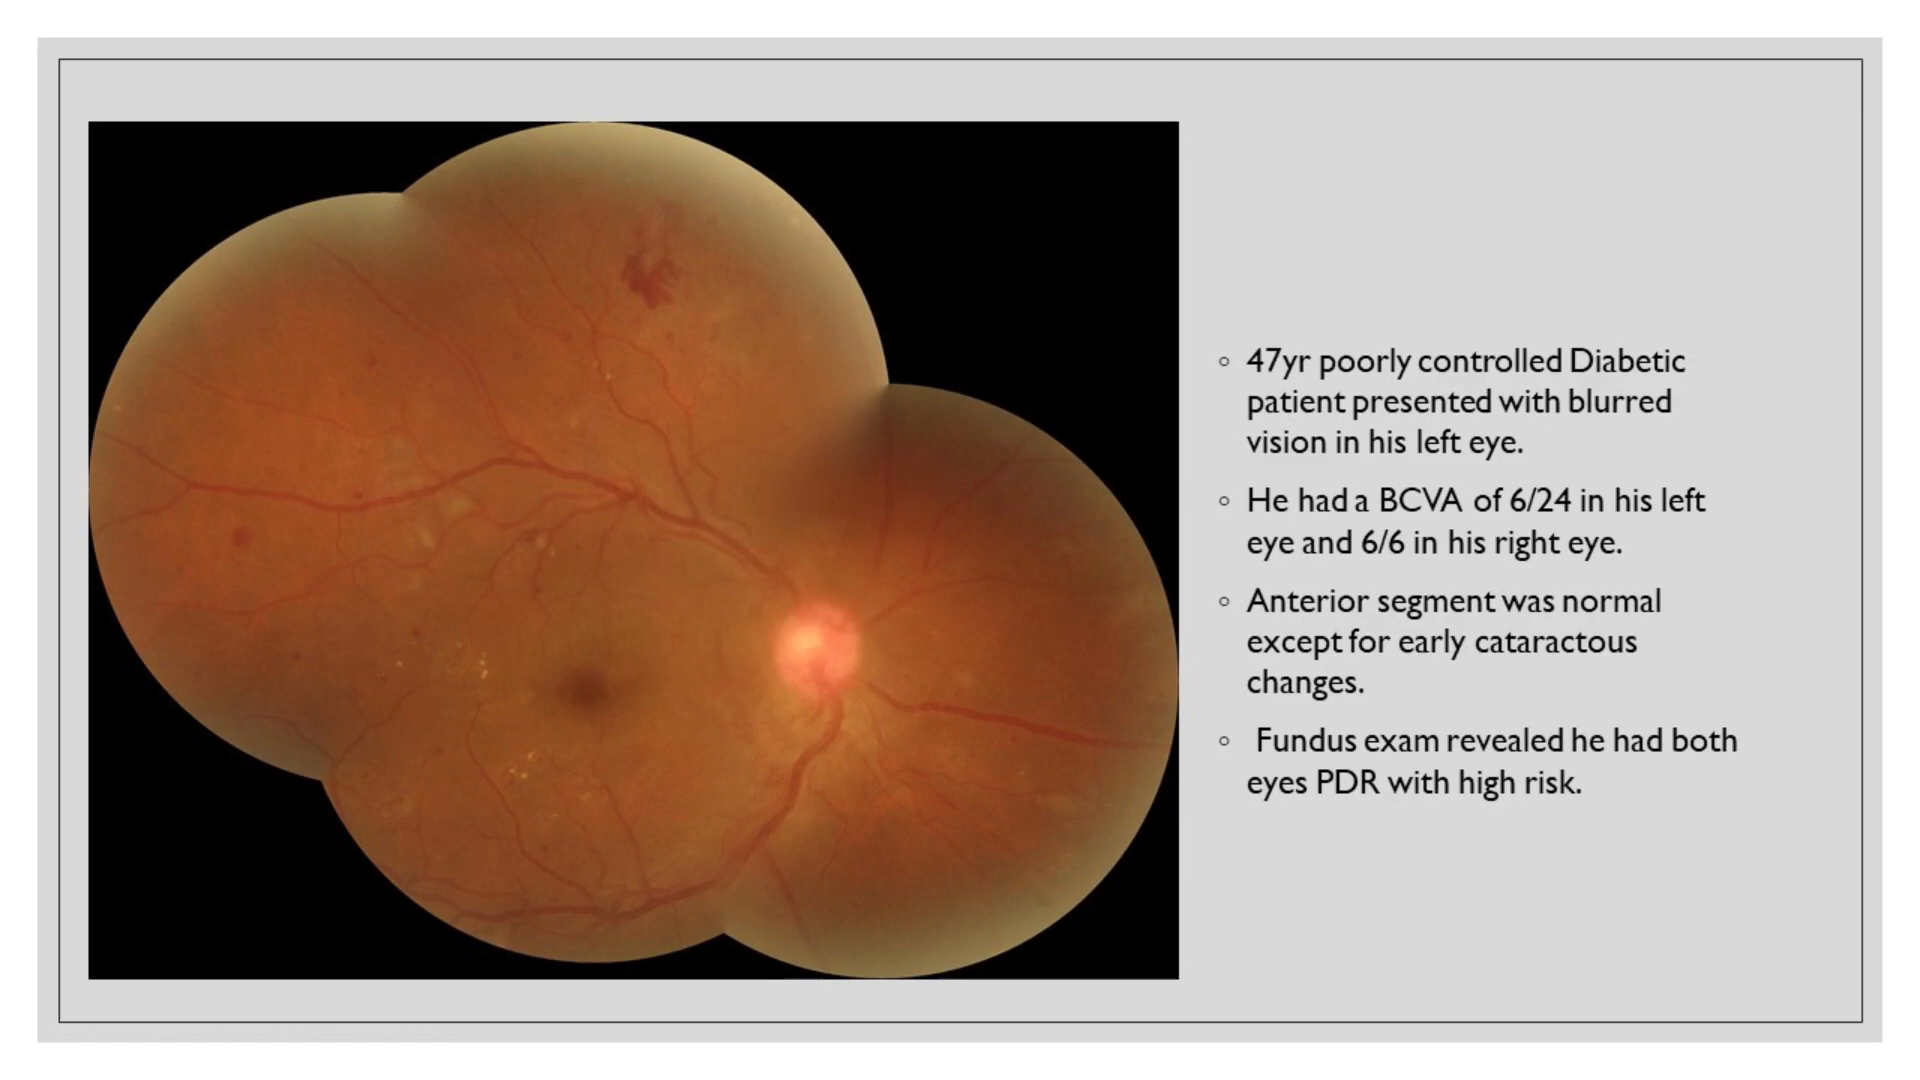 47yr poorly controlled Diabetic
patient presented with blurred
vision in his left eye.
He had a BCVA of 6/24 in his left
eye and 6/6 in his right eye.
Anterior segment was normal
except for early cataractous
changes.
Fundus exam revealed he had both
eyes PDR with high risk.